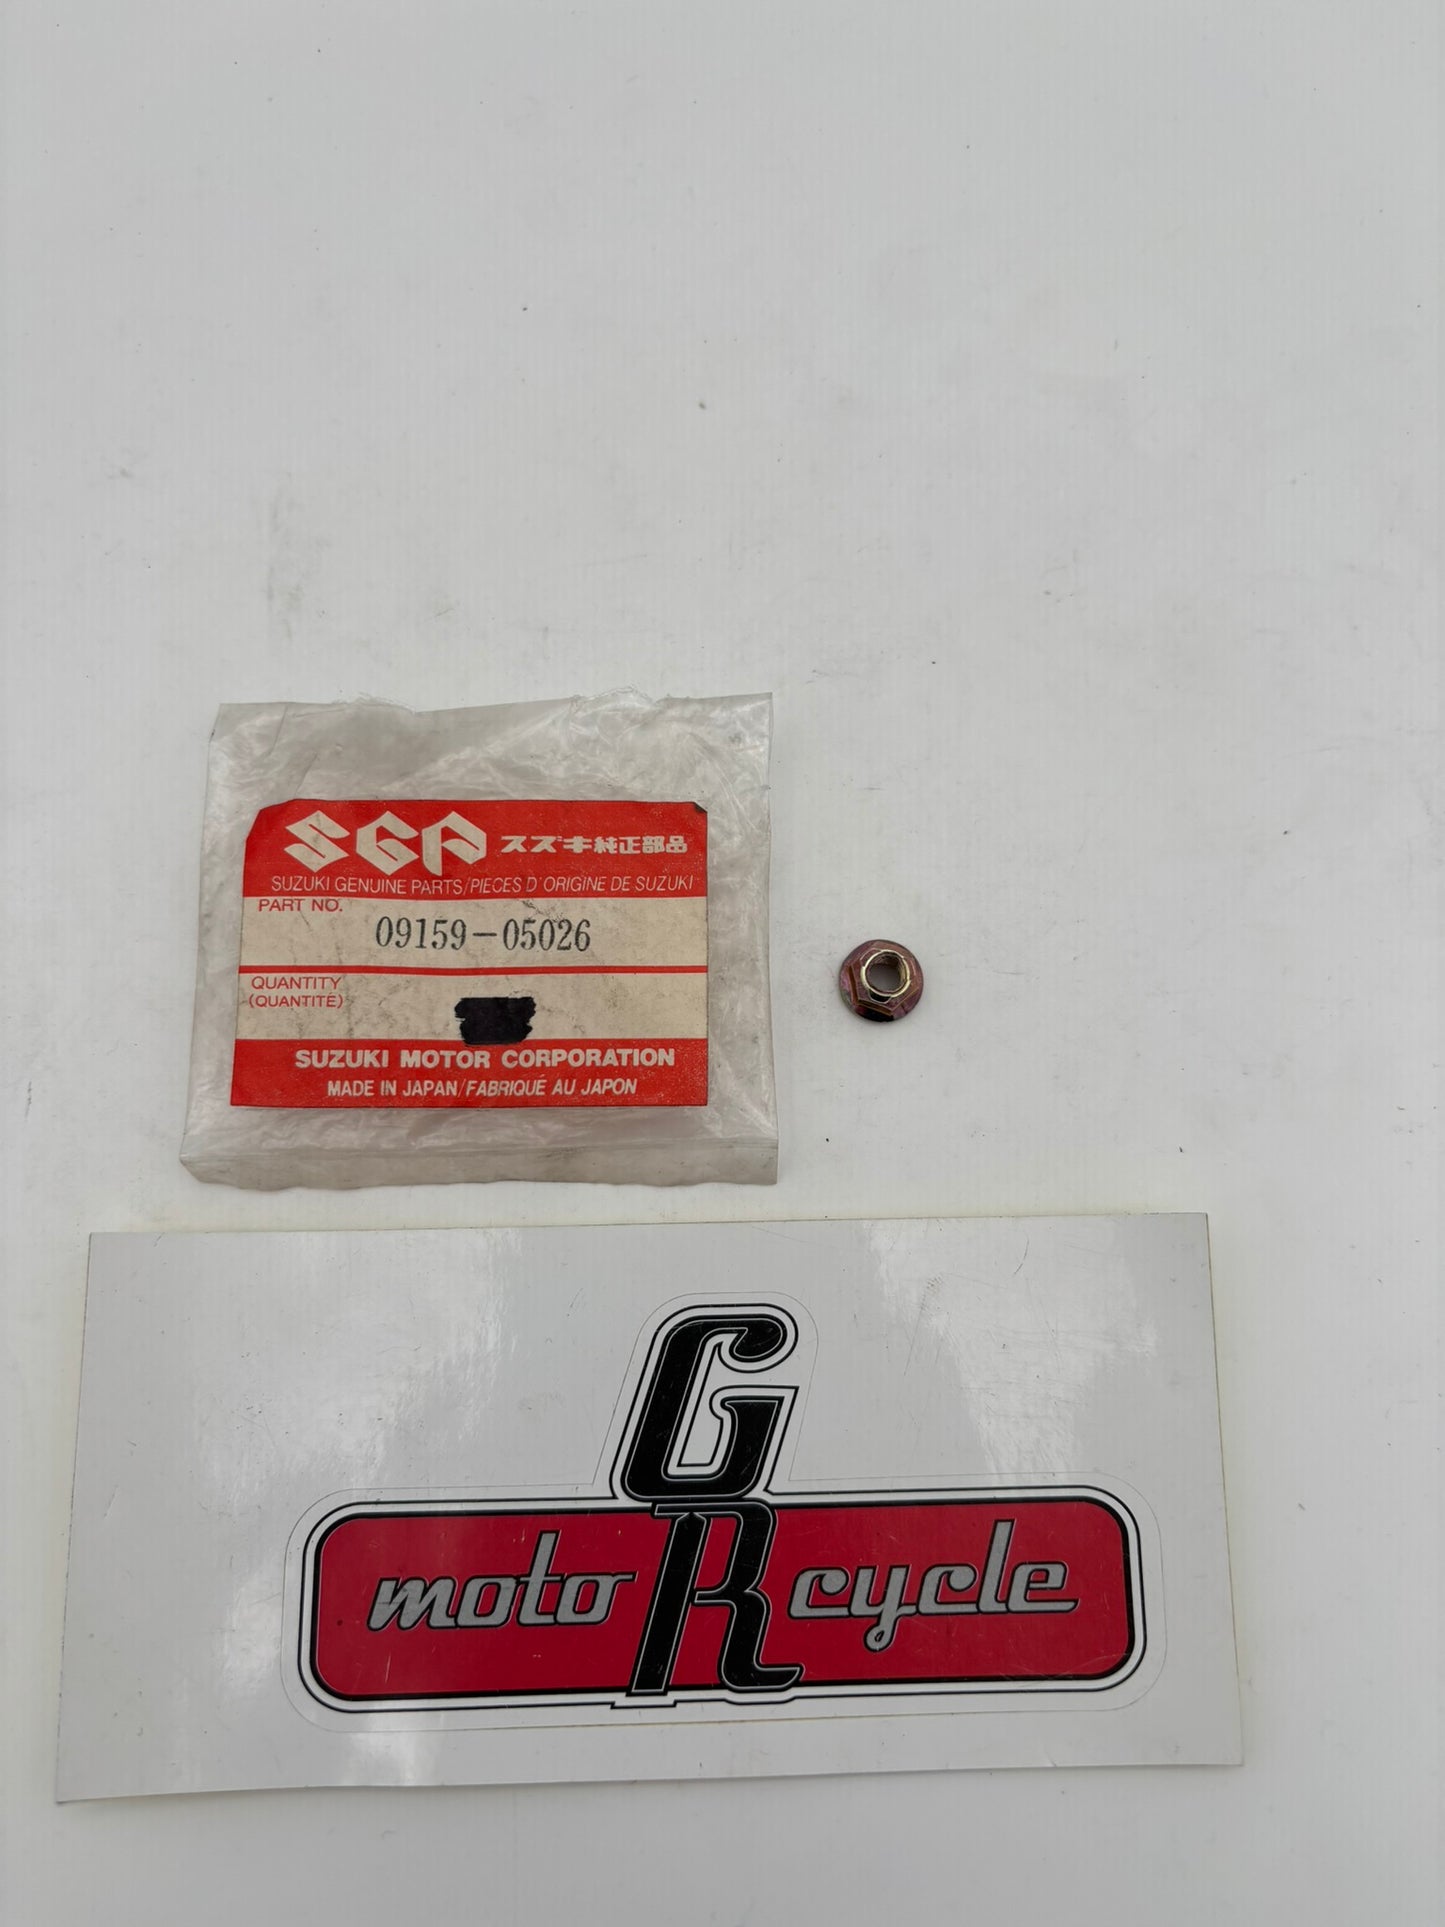 SGP スズキ純正部品
SUZUKI GENUINE PARTS/PIECES D'ORIGINE DE SUZUKI
PART NO.
09159-05026
QUANTITY
(QUANTITÉ)
SUZUKI MOTOR CORPORATION
MADE IN JAPAN/FABRIQUÉ AU JAPON
G
moto R cycle